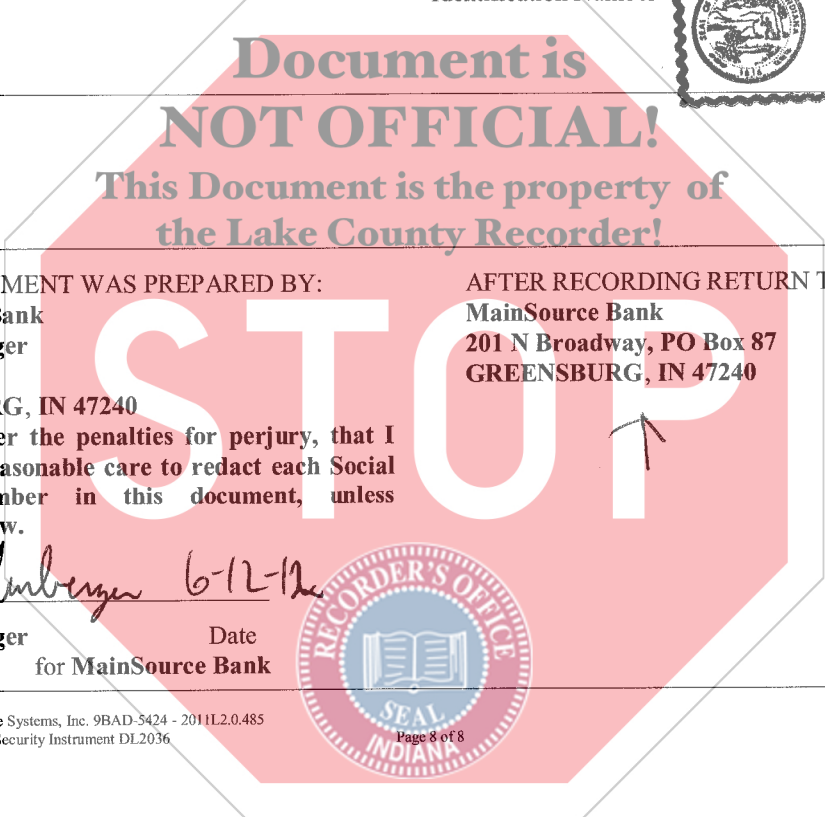 Document is
NOT OFFICIAL!
This Document is the property of
the Lake County Recorder!
MENT WAS PREPARED BY:
ank
ger
G, IN 47240
er the penalties for perjury, that I
asonable care to redact each Social
mber in this document, unless
w.
6-12-12
ger Date
for MainSource Bank
AFTER RECORDING RETURN T
MainSource Bank
201 N Broadway, PO Box 87
GREENSBURG, IN 47240
STOP
RECORDER'S OFFICE
SEAL
INDIANA
e Systems, Inc. 9BAD-5424 - 2011L2.0.485
ecurity Instrument DL2036
Page 8 of 8
1816